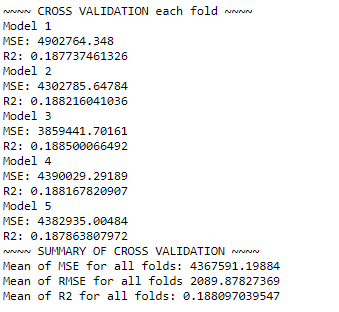 ~~~~ CROSS VALIDATION each fold ~~~~
Model 1
MSE: 4902764.348
R2: 0.187737461326
Model 2
MSE: 4302785.64784
R2: 0.188216041036
Model 3
MSE: 3859441.70161
R2: 0.188500066492
Model 4
MSE: 4390029.29189
R2: 0.188167820907
Model 5
MSE: 4382935.00484
R2: 0.187863807972
~~~~ SUMMARY OF CROSS VALIDATION ~~~~
Mean of MSE for all folds: 4367591.19884
Mean of RMSE for all folds 2089.87827369
Mean of R2 for all folds: 0.188097039547